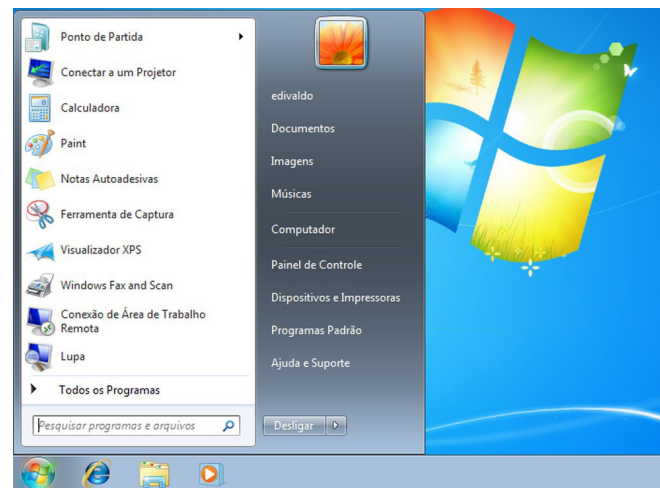 Ponto de Partida
Conectar a um Projetor
Calculadora
Paint
Notas Autoadesivas
Ferramenta de Captura
Visualizador XPS
Windows Fax and Scan
Conexão de Área de Trabalho
Remota
Lupa
Todos os Programas
Pesquisar programas e arquivos
edivaldo
Documentos
Imagens
Músicas
Computador
Painel de Controle
Dispositivos e Impressoras
Programas Padrão
Ajuda e Suporte
Desligar